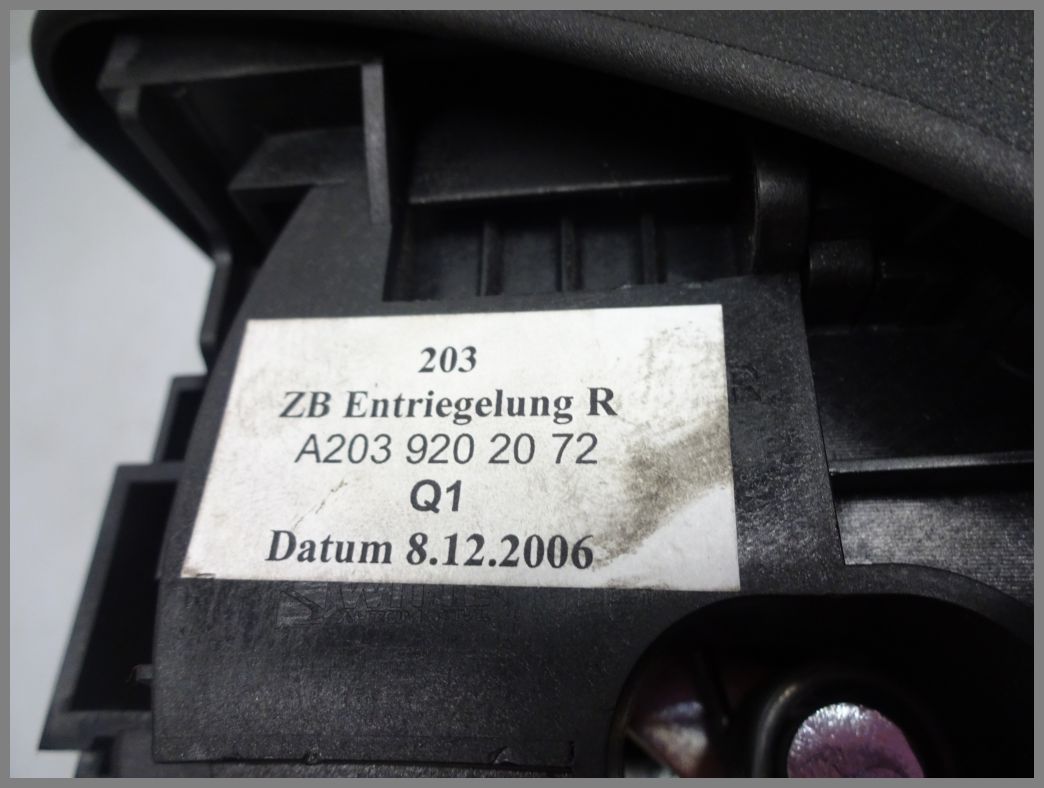 203
ZB Entriegelung R
A203 920 20 72
Q1
Datum 8.12.2006